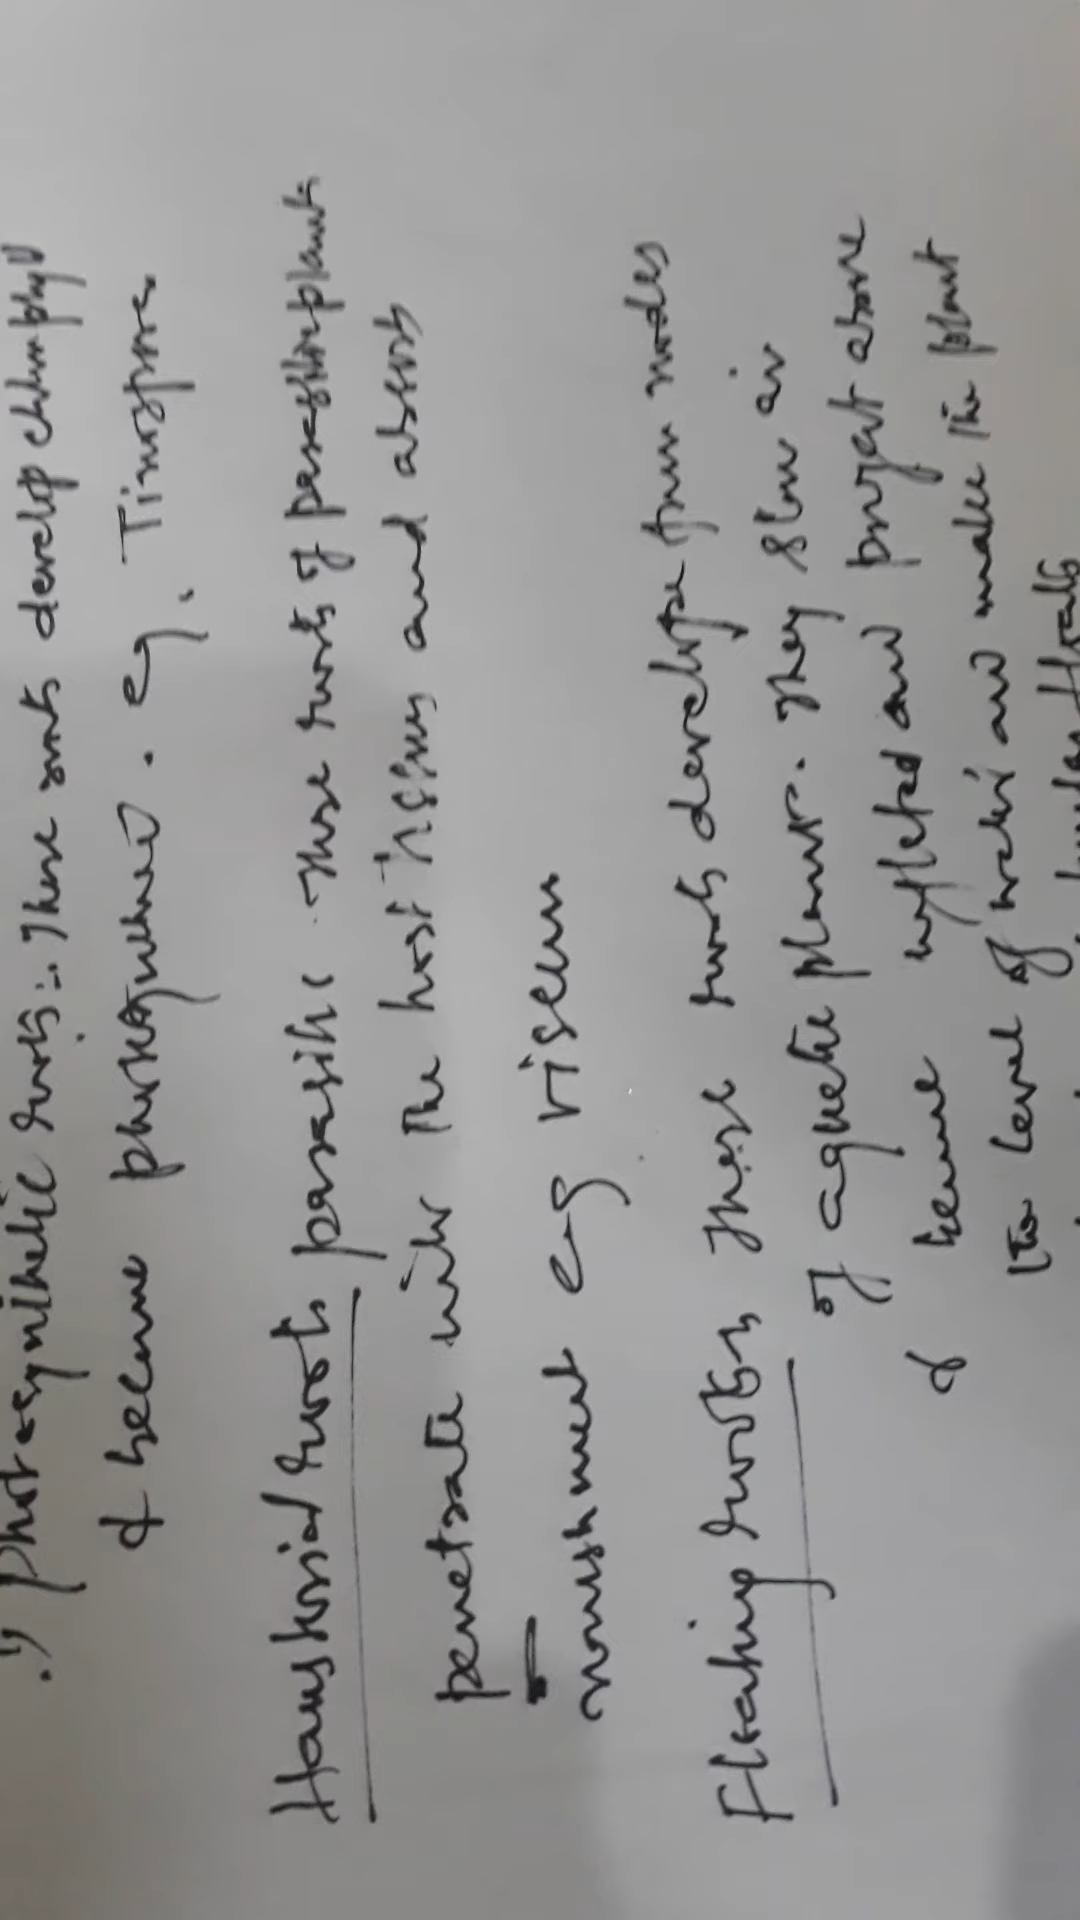 Photosynthetic roots:- These roots develop chlorophyll
& become photosynthetic. eg. Tinospora.
Haustorial roots parasitic. These roots of parasitic plants
penetrate into the host tissues and absorb
nourishment eg viscum
Floating roots These roots develope from nodes
of aquatic plants. They store air
& become inflated and project above
the level of water and make the plant